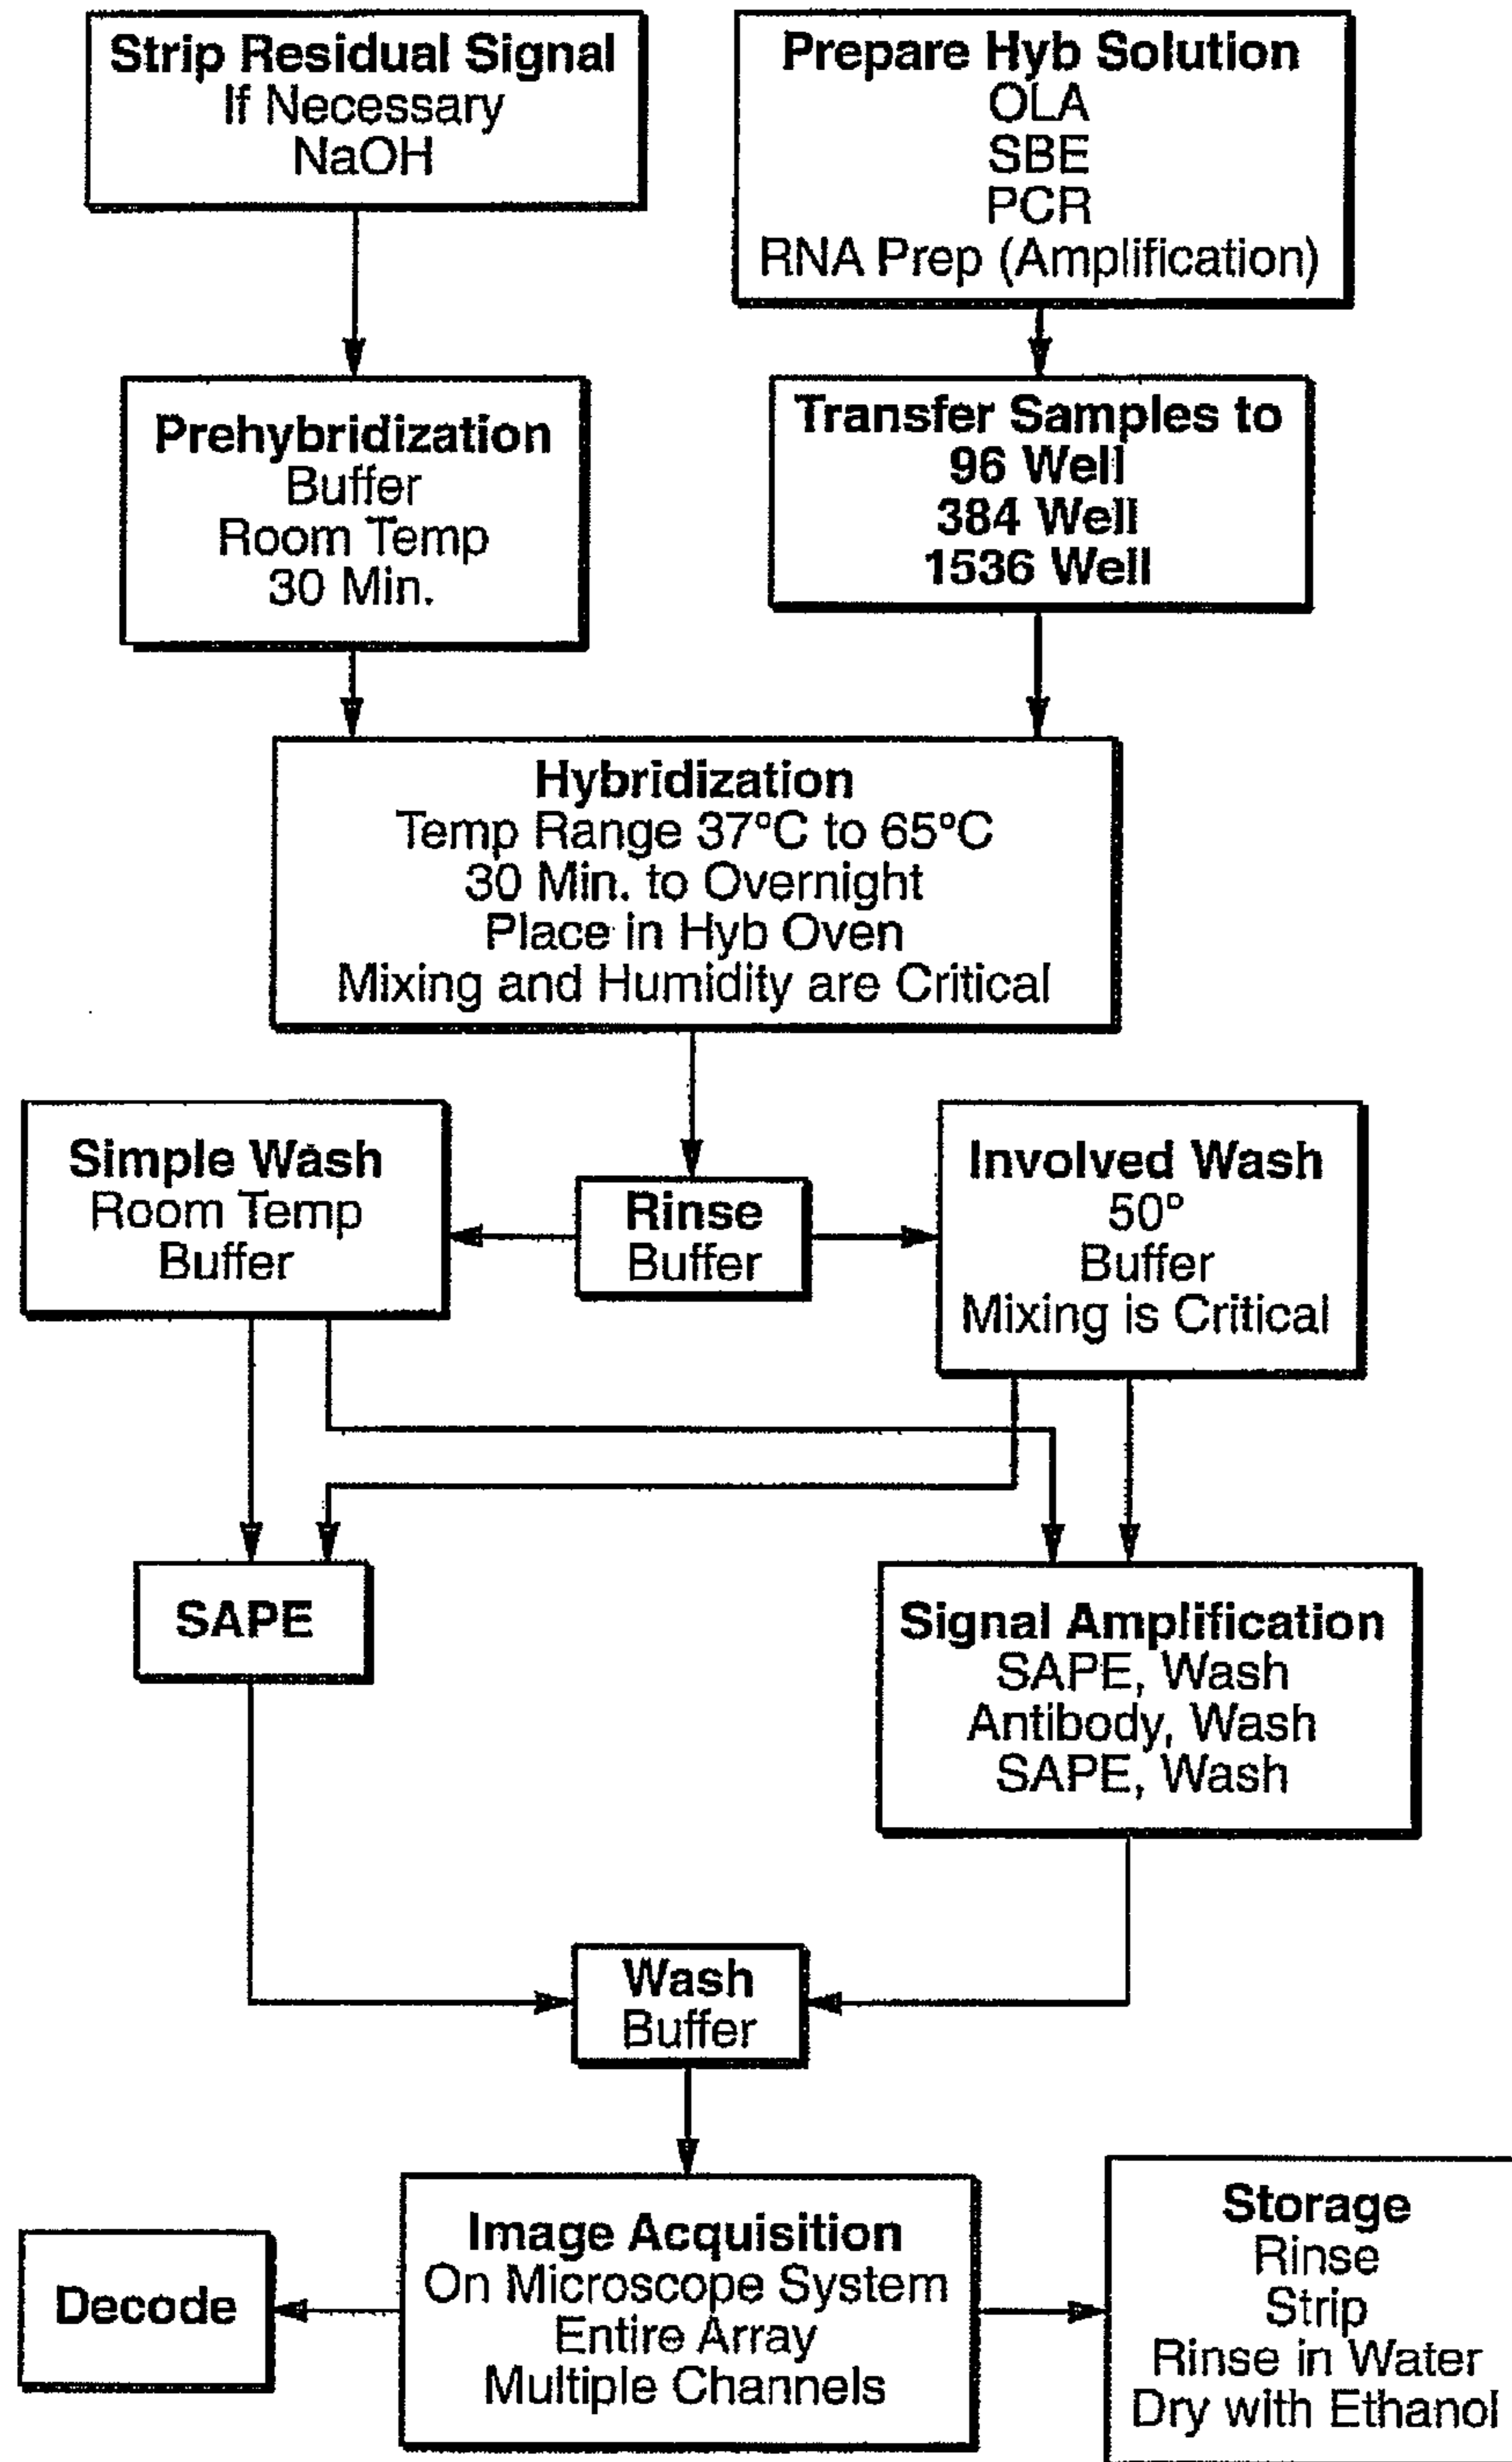 Strip Residual Signal
If Necessary
NaOH
Prepare Hyb Solution
OLA
SBE
PCR
RNA Prep (Amplification)
Prehybridization
Buffer
Room Temp
30 Min.
Transfer Samples to
96 Well
384 Well
1536 Well
Hybridization
Temp Range 37°C to 65°C
30 Min. to Overnight
Place in Hyb Oven
Mixing and Humidity are Critical
Simple Wash
Room Temp
Buffer
Rinse
Buffer
Involved Wash
50°
Buffer
Mixing is Critical
SAPE
Signal Amplification
SAPE, Wash
Antibody, Wash
SAPE, Wash
Wash
Buffer
Decode
Image Acquisition
On Microscope System
Entire Array
Multiple Channels
Storage
Rinse
Strip
Rinse in Water
Dry with Ethanol